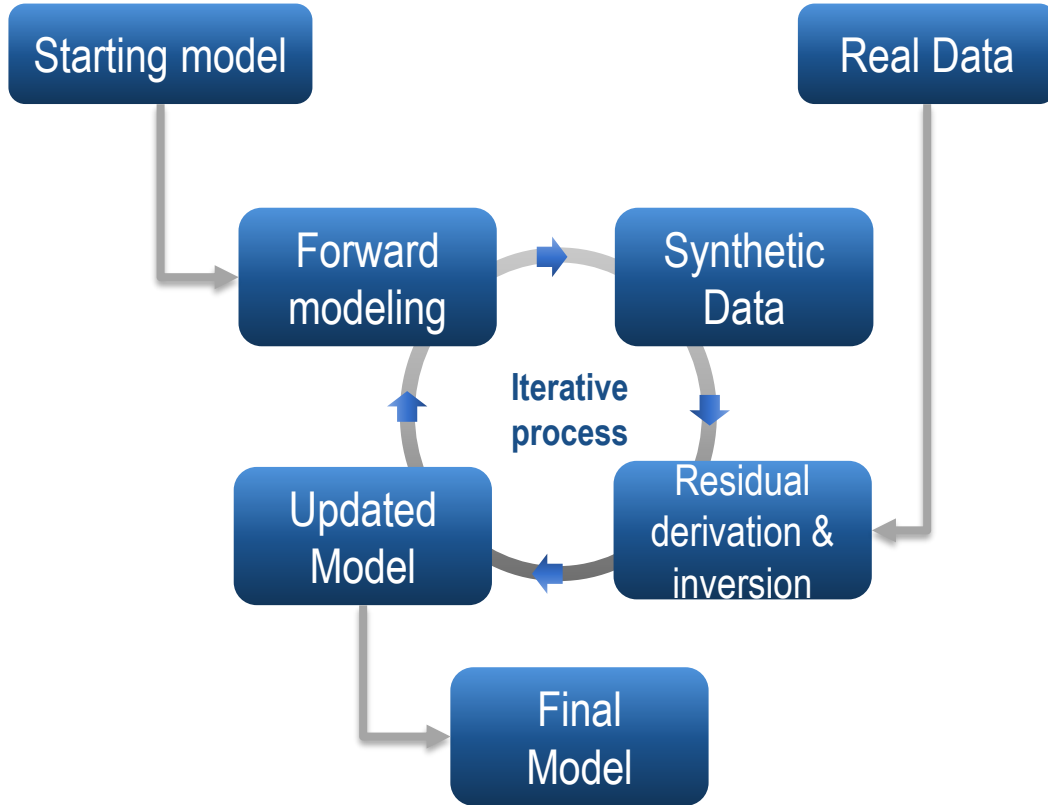 Starting model
Real Data
Forward
modeling
Synthetic
Data
Iterative
process
Updated
Model
Residual
derivation &
inversion
Final
Model